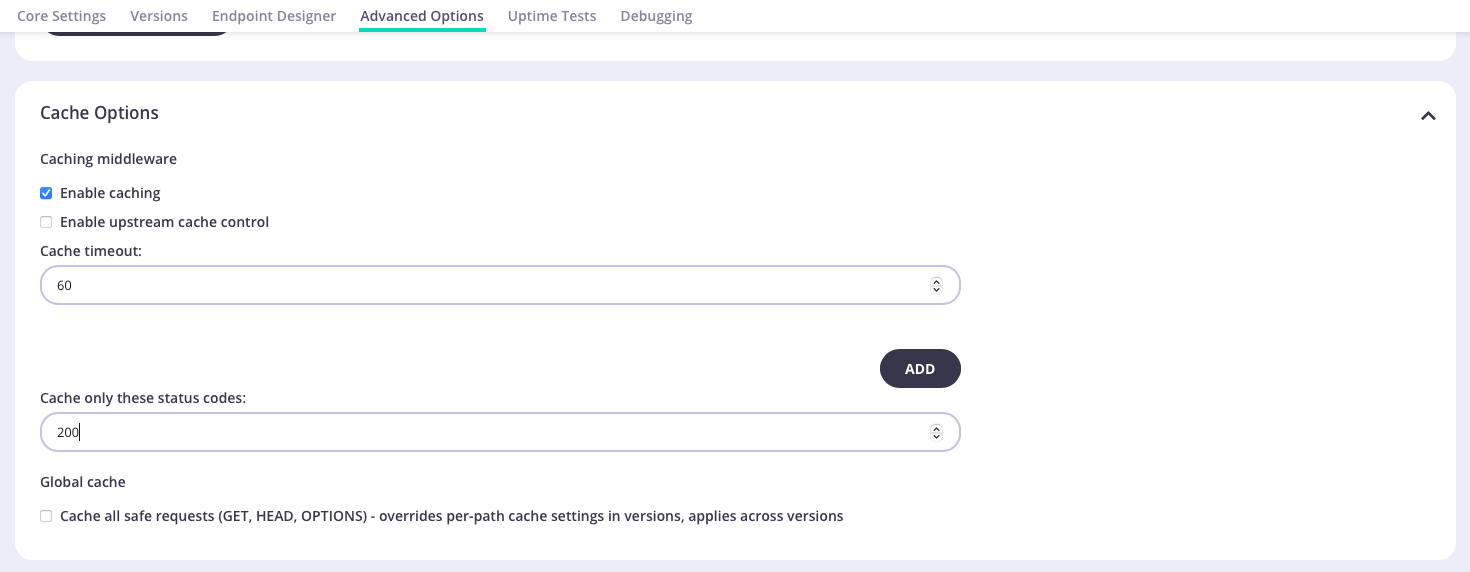 Core Settings Versions Endpoint Designer Advanced Options Uptime Tests Debugging
Cache Options
Caching middleware
Enable caching
Enable upstream cache control
Cache timeout:
60
ADD
Cache only these status codes:
200
Global cache
Cache all safe requests (GET, HEAD, OPTIONS) - overrides per-path cache settings in versions, applies across versions